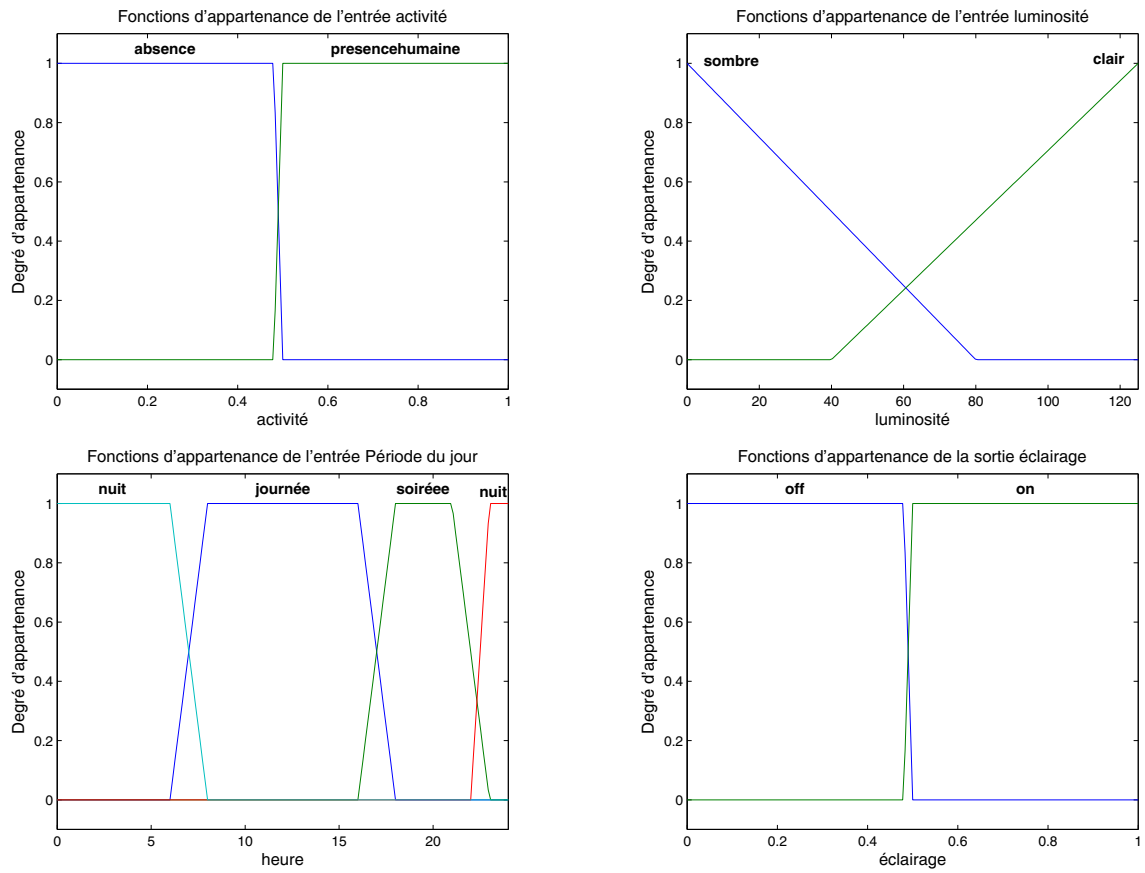 Fonctions d'appartenance de l'entrée activité
absence
presencehumaine
1
0.8
0.6
0.4
0.2
0
Degré d'appartenance
0 0.2 0.4 0.6 0.8 1
activité
Fonctions d'appartenance de l'entrée luminosité
sombre
clair
1
0.8
0.6
0.4
0.2
0
Degré d'appartenance
0 20 40 60 80 100 120
luminosité
Fonctions d'appartenance de l'entrée Période du jour
nuit
journée
soiréee
nuit
1
0.8
0.6
0.4
0.2
0
Degré d'appartenance
0 5 10 15 20
heure
Fonctions d'appartenance de la sortie éclairage
off
on
1
0.8
0.6
0.4
0.2
0
Degré d'appartenance
0 0.2 0.4 0.6 0.8 1
éclairage